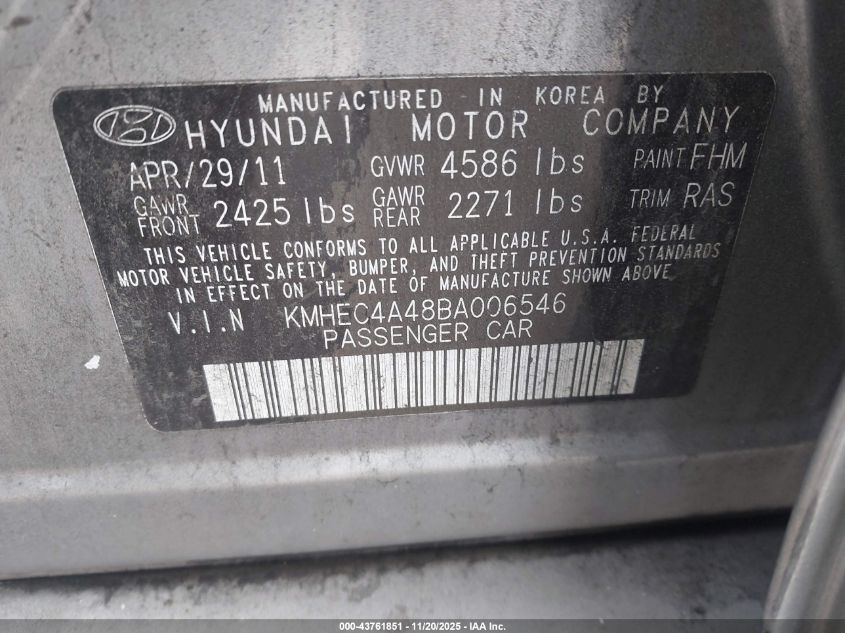 MANUFACTURED IN KOREA BY
HYUNDAI MOTOR COMPANY
APR/29/11 GVWR 4586 lbs PAINT FHM
GAWR FRONT 2425 lbs GAWR REAR 2271 lbs TRIM RAS
THIS VEHICLE CONFORMS TO ALL APPLICABLE U.S.A. FEDERAL
MOTOR VEHICLE SAFETY, BUMPER, AND THEFT PREVENTION STANDARDS
IN EFFECT ON THE DATE OF MANUFACTURE SHOWN ABOVE
V.I.N KMHEC4A48BA006546
PASSENGER CAR
000-43761851 - 11/20/2025 - IAA Inc.